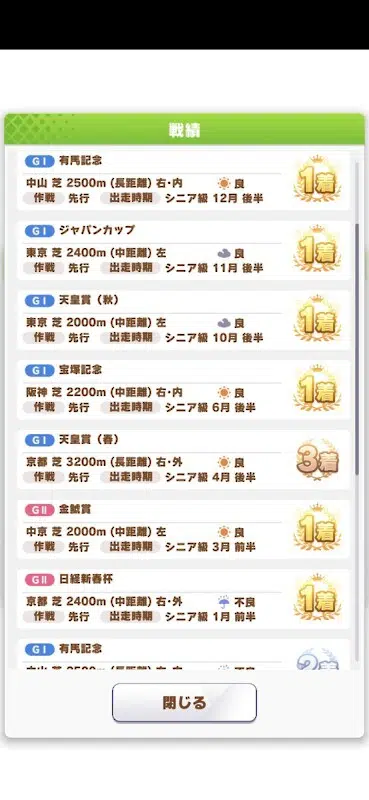 戦績
GI 有馬記念
中山 芝 2500m (長距離) 右・内 良
作戦 先行 出走時期 シニア級 12月 後半
1着
GI ジャパンカップ
東京 芝 2400m (中距離) 左 良
作戦 先行 出走時期 シニア級 11月 後半
1着
GI 天皇賞（秋）
東京 芝 2000m (中距離) 左 良
作戦 先行 出走時期 シニア級 10月 後半
1着
GI 宝塚記念
阪神 芝 2200m (中距離) 右・内 良
作戦 先行 出走時期 シニア級 6月 後半
1着
GI 天皇賞（春）
京都 芝 3200m (長距離) 右・外 良
作戦 先行 出走時期 シニア級 4月 後半
3着
GII 金鯱賞
中京 芝 2000m (中距離) 左 良
作戦 先行 出走時期 シニア級 3月 前半
1着
GII 日経新春杯
京都 芝 2400m (中距離) 右・外 不良
作戦 先行 出走時期 シニア級 1月 前半
1着
GI 有馬記念
2着
閉じる